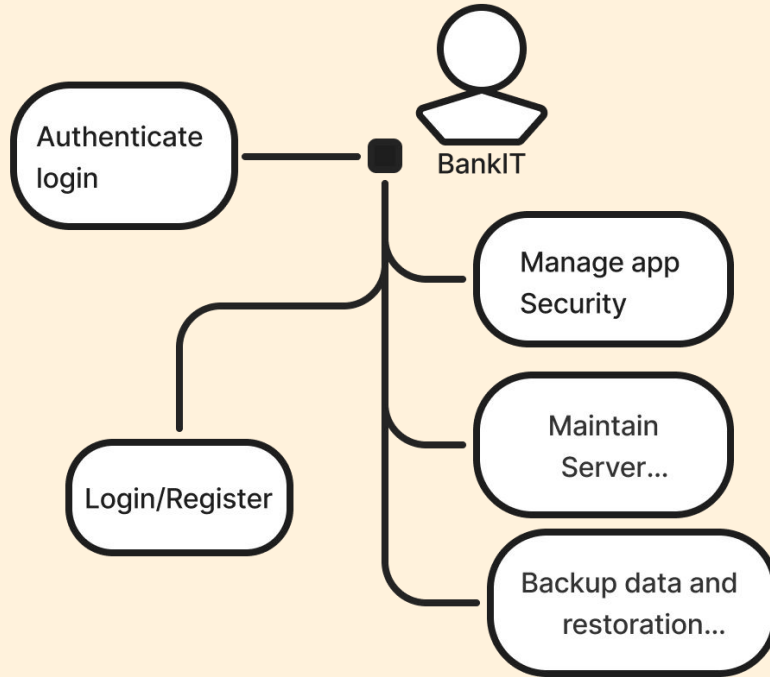 Authenticate
login
BankIT
Manage app
Security
Maintain
Server...
Login/Register
Backup data and
restoration...